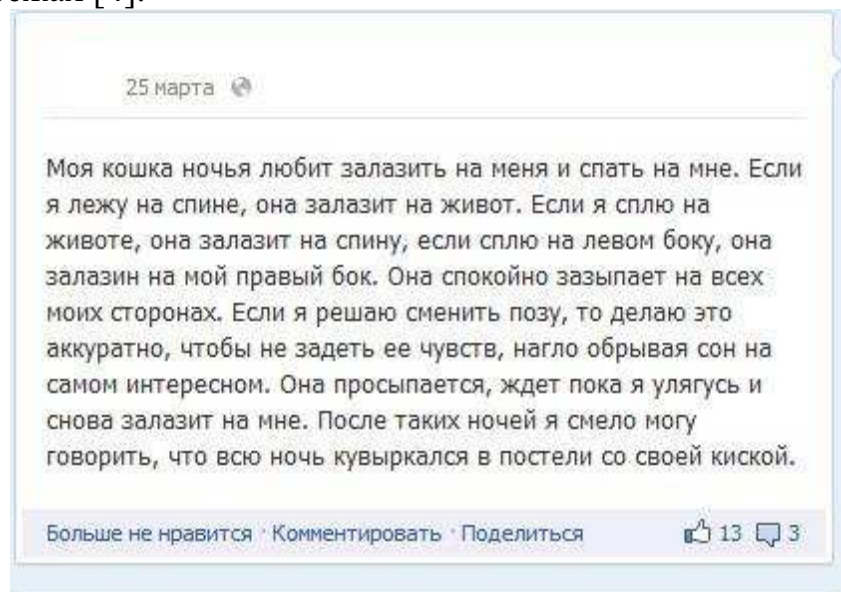 25 марта
Моя кошка ночья любит залазить на меня и спать на мне. Если
я лежу на спине, она залазит на живот. Если я сплю на
животе, она залазит на спину, если сплю на левом боку, она
залазин на мой правый бок. Она спокойно зазыпает на всех
моих сторонах. Если я решаю сменить позу, то делаю это
аккуратно, чтобы не задеть ее чувств, нагло обрывая сон на
самом интересном. Она просыпается, ждет пока я улягусь и
снова залазит на мне. После таких ночей я смело могу
говорить, что всю ночь кувыркался в постели со своей киской.
Больше не нравится · Комментировать · Поделиться 13 3